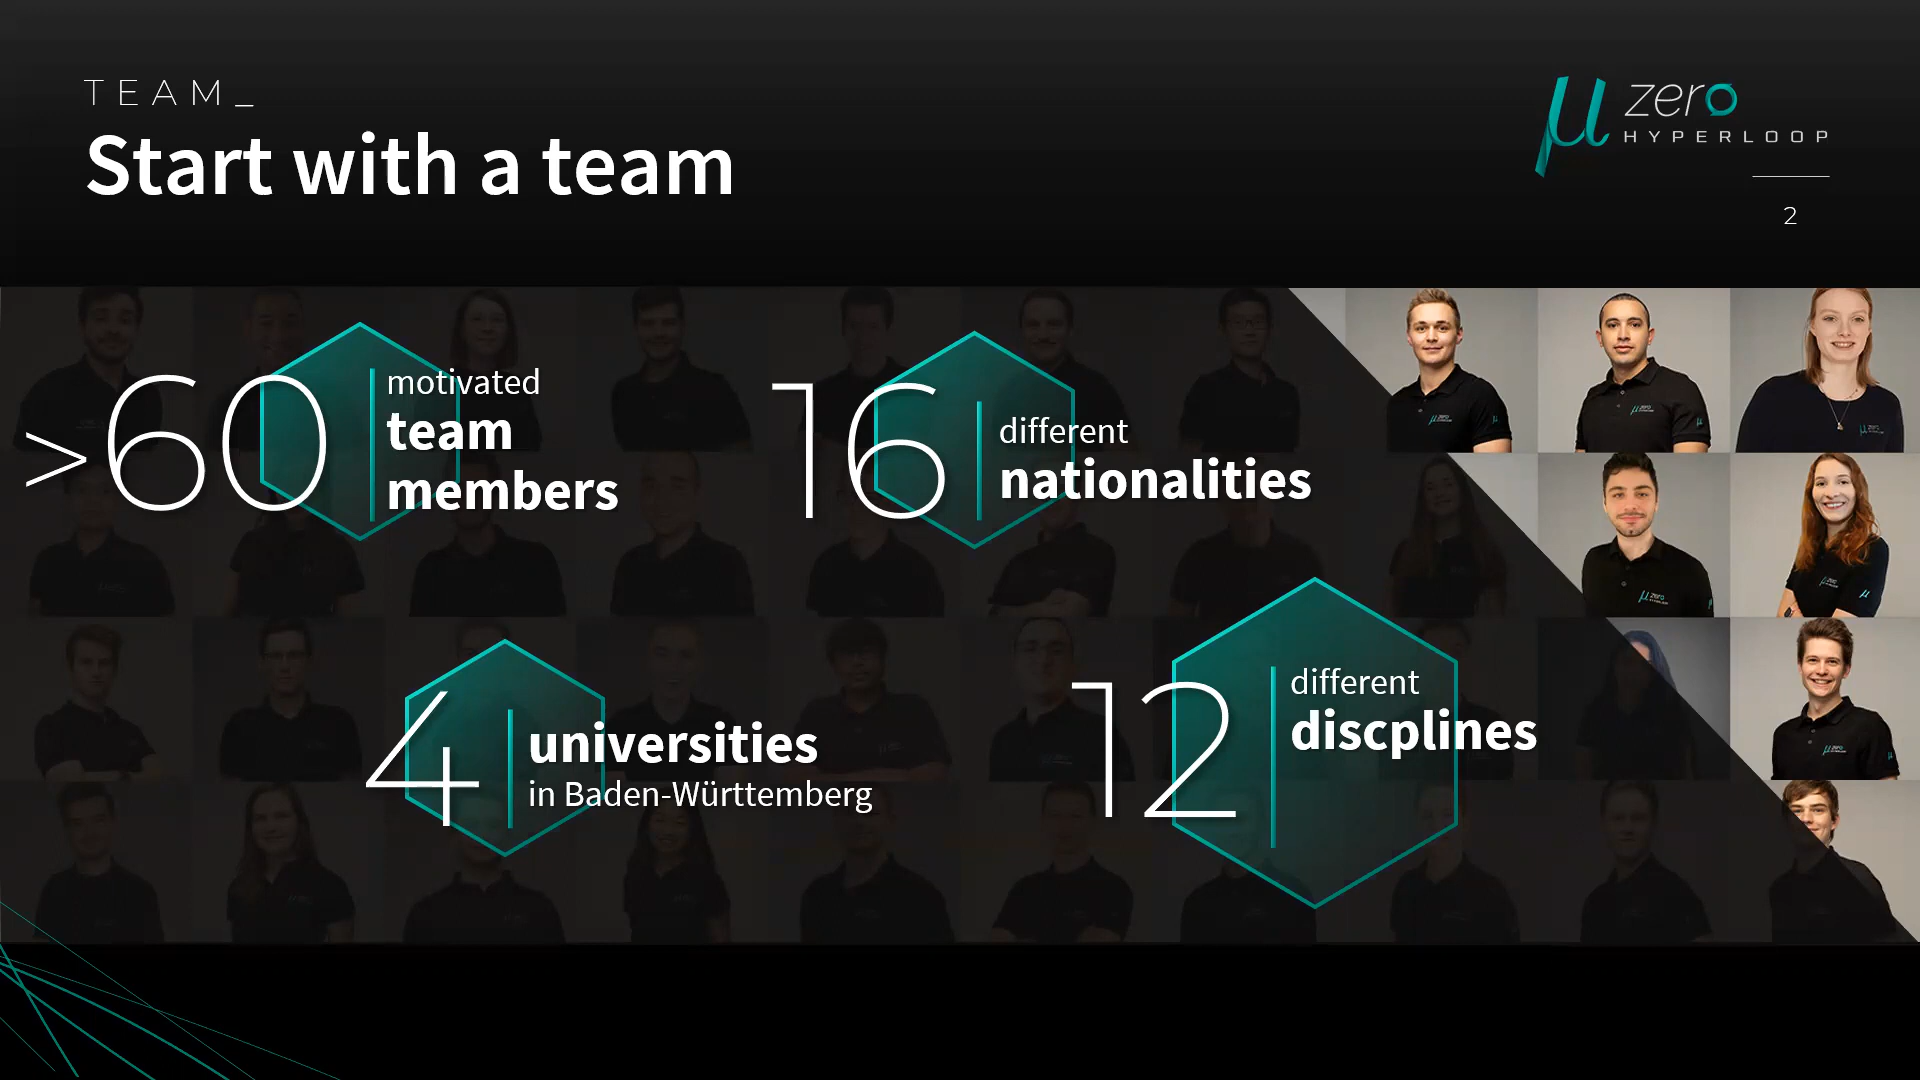 TEAM_
Start with a team
μ zero
HYPERLOOP
2
>60
motivated
team
members
16
different
nationalities
4
universities
in Baden-Württemberg
12
different
discplines